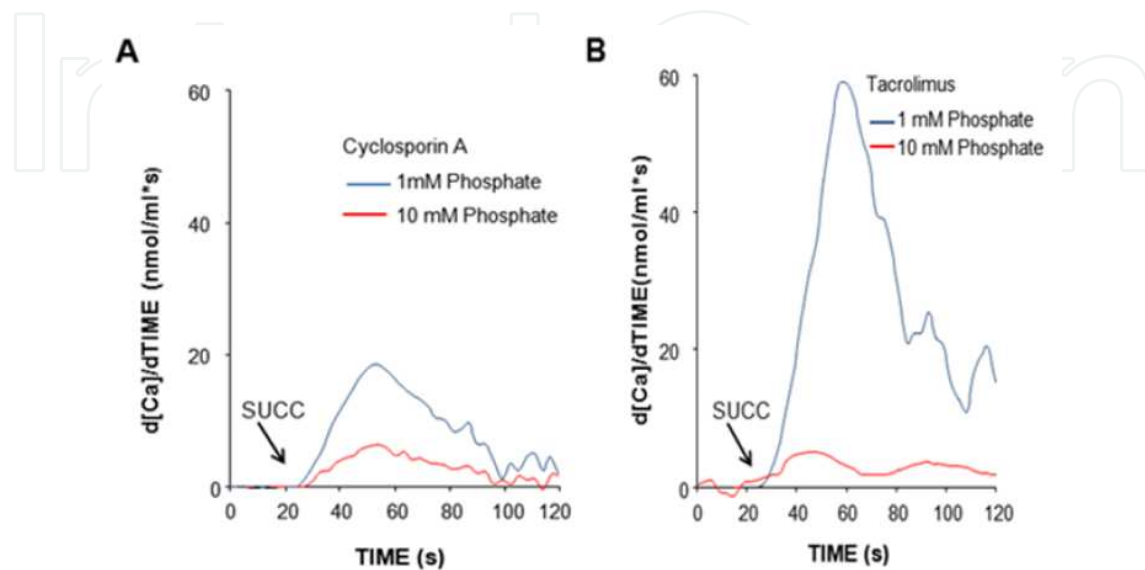 A
60
40
20
0
d[Ca]/dTIME (nmol/ml*s)
Cyclosporin A
1mM Phosphate
10 mM Phosphate
SUCC
0 20 40 60 80 100 120
TIME (s)
B
60
40
20
0
d[Ca]/dTIME(nmol/ml*s)
Tacrolimus
1 mM Phosphate
10 mM Phosphate
SUCC
0 20 40 60 80 100 120
TIME (s)